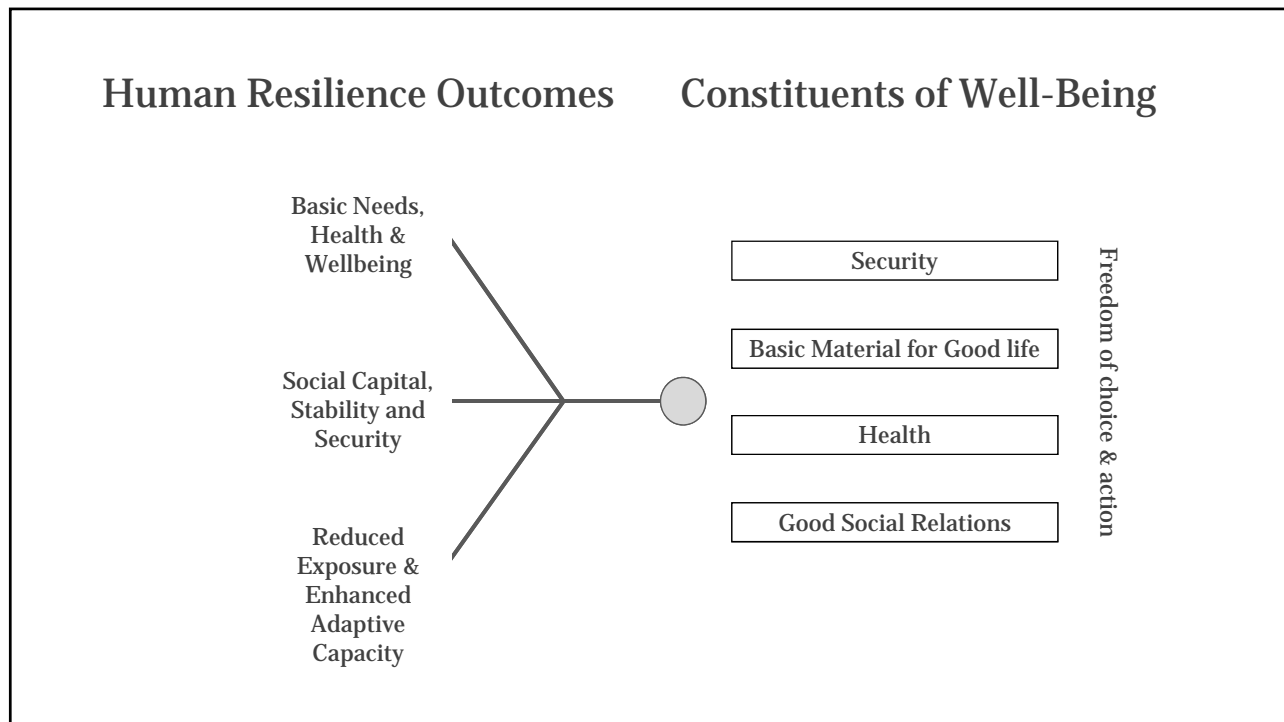 Human Resilience Outcomes
Constituents of Well-Being
Basic Needs,
Health &
Wellbeing
Social Capital,
Stability and
Security
Reduced
Exposure &
Enhanced
Adaptive
Capacity
Security
Basic Material for Good life
Health
Good Social Relations
Freedom of choice & action